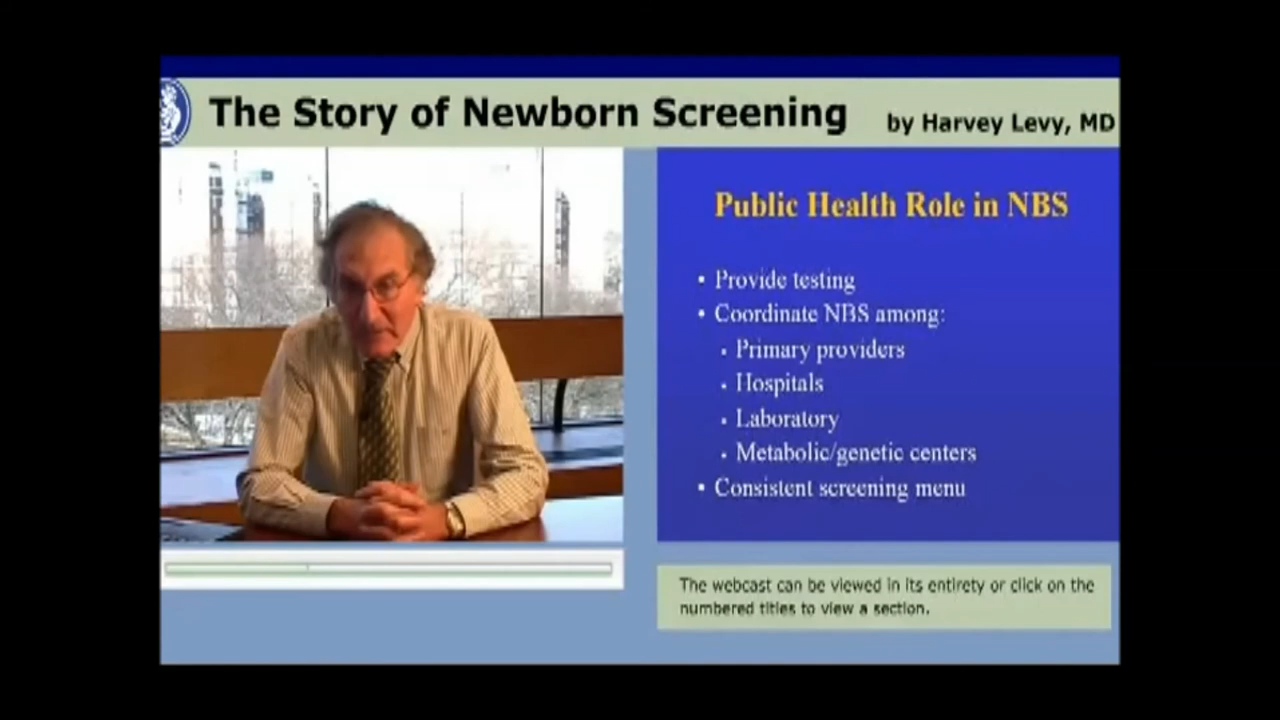 The Story of Newborn Screening by Harvey Levy, MD
Public Health Role in NBS
• Provide testing
• Coordinate NBS among:
• Primary providers
• Hospitals
• Laboratory
• Metabolic/genetic centers
• Consistent screening menu
The webcast can be viewed in its entirety or click on the
numbered titles to view a section.